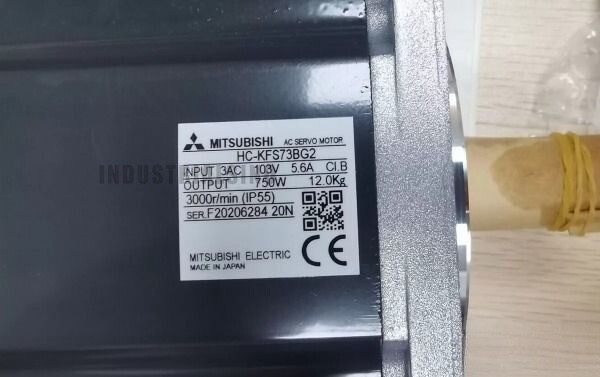 MITSUBISHI AC SERVO MOTOR
HC-KFS73BG2
INPUT 3AC 103V 5.6A Cl.B
OUTPUT 750W 12.0Kg
3000r/min (IP55)
SER.F20206284 20N
CE
MITSUBISHI ELECTRIC
MADE IN JAPAN